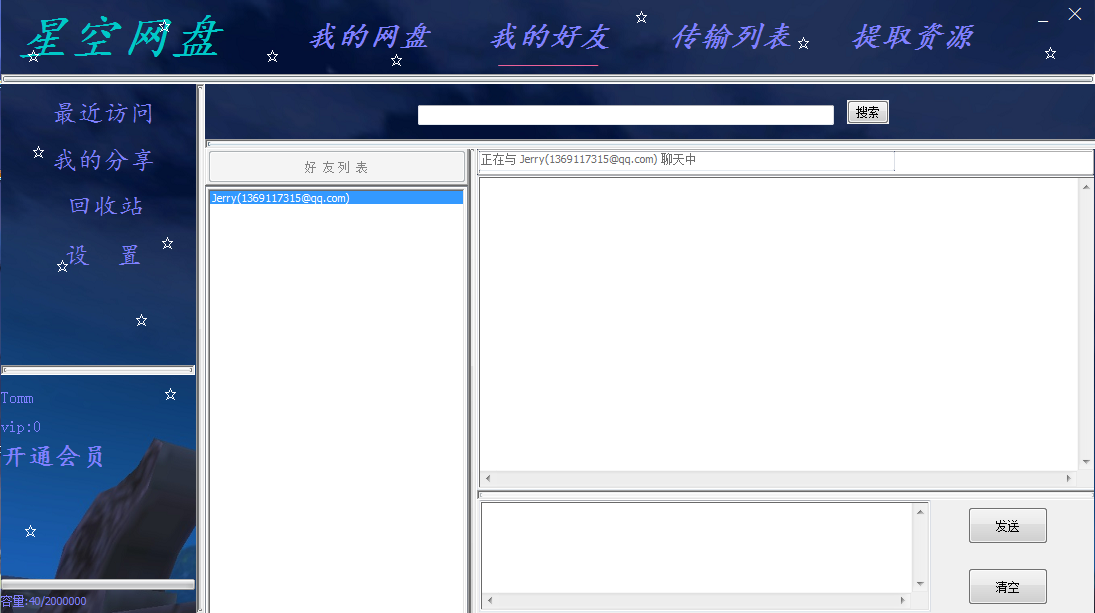 星空网盘 我的网盘 我的好友 传输列表 提取资源
搜索
最近访问
我的分享
回收站
设 置
好 友 列 表
Jerry(1369117315@qq.com)
正在与 Jerry(1369117315@qq.com) 聊天中
Tomm
vip:0
开通会员
容量:40/2000000
发送
清空